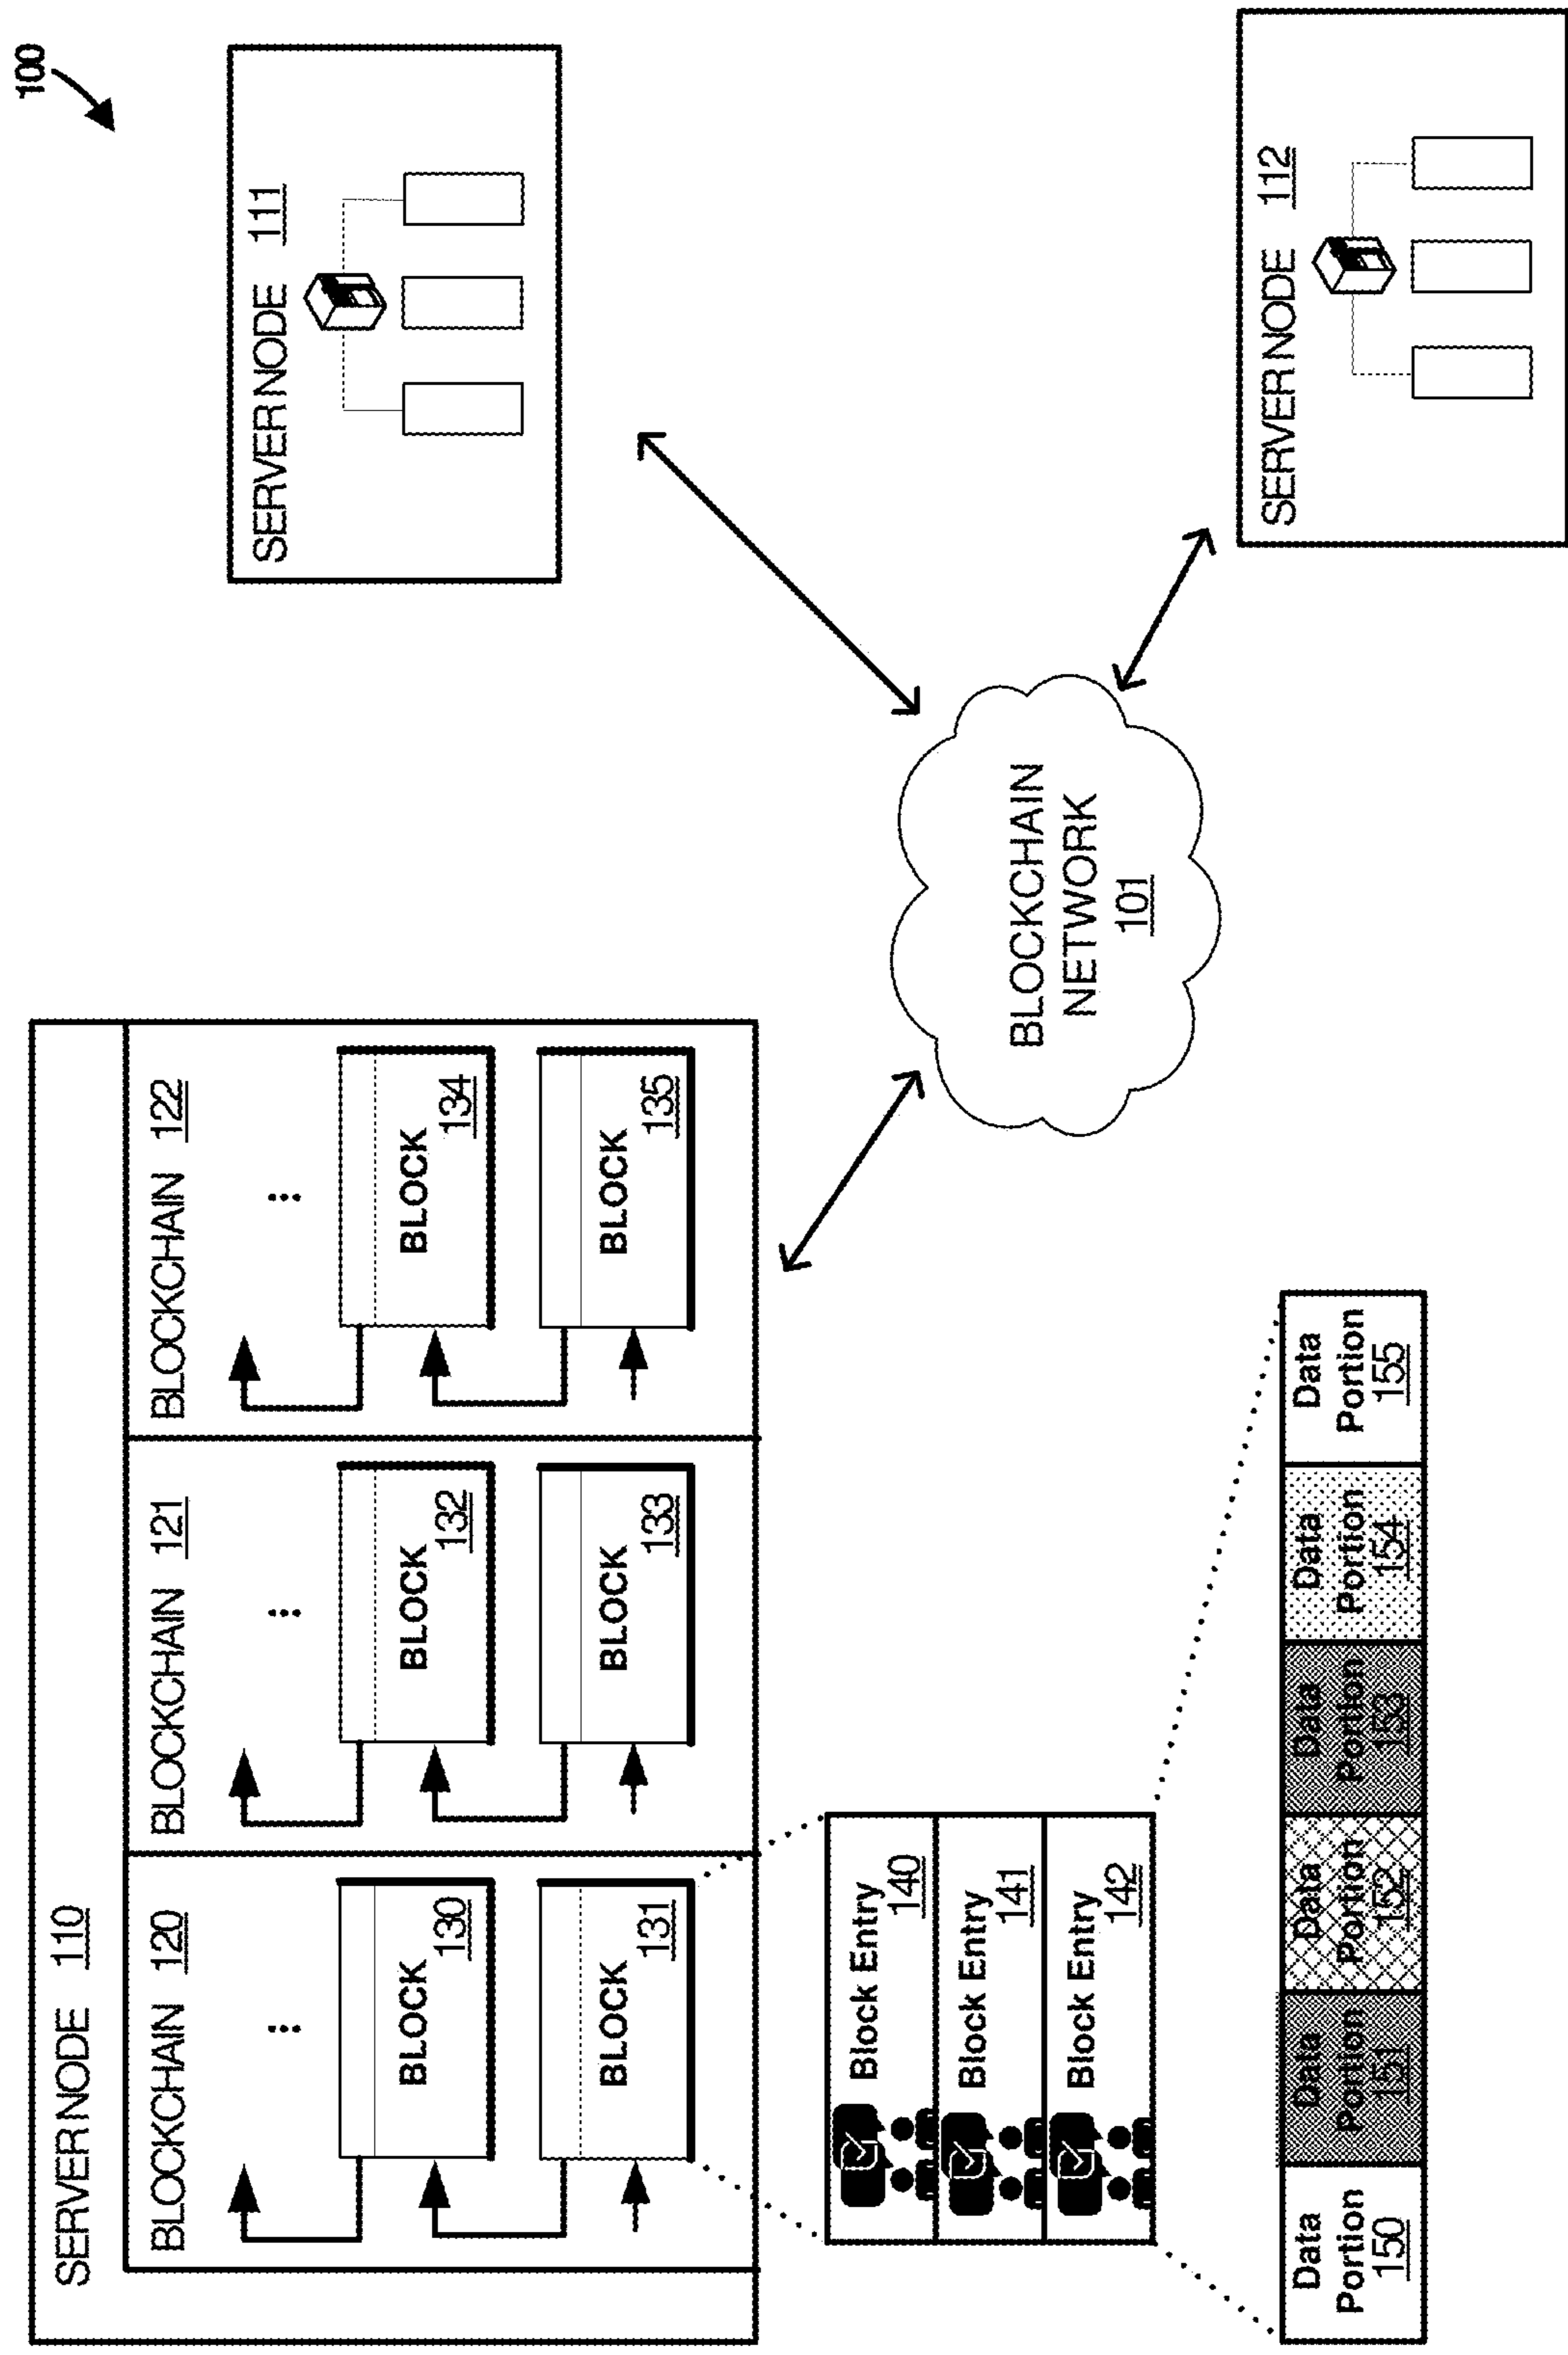 100
SERVER NODE 110
BLOCKCHAIN 120
BLOCK
130
BLOCK
131
BLOCKCHAIN 121
BLOCK
132
BLOCK
133
BLOCKCHAIN 122
BLOCK
134
BLOCK
135
Block Entry
140
Block Entry
141
Block Entry
142
Data
Portion
150
Data
Portion
151
Data
Portion
152
Data
Portion
153
Data
Portion
154
Data
Portion
155
BLOCKCHAIN
NETWORK
101
SERVER NODE 111
SERVER NODE 112